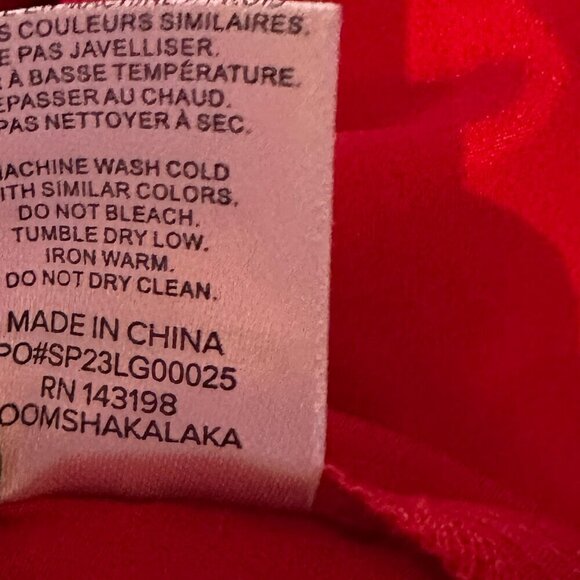 COULEURS SIMILAIRES.
PAS JAVELLISER.
À BASSE TEMPÉRATURE.
EPASSER AU CHAUD.
PAS NETTOYER À SEC.
MACHINE WASH COLD
ITH SIMILAR COLORS.
DO NOT BLEACH.
TUMBLE DRY LOW.
IRON WARM.
DO NOT DRY CLEAN.
MADE IN CHINA
PO#SP23LG00025
RN 143198
OOMSHAKALAKA